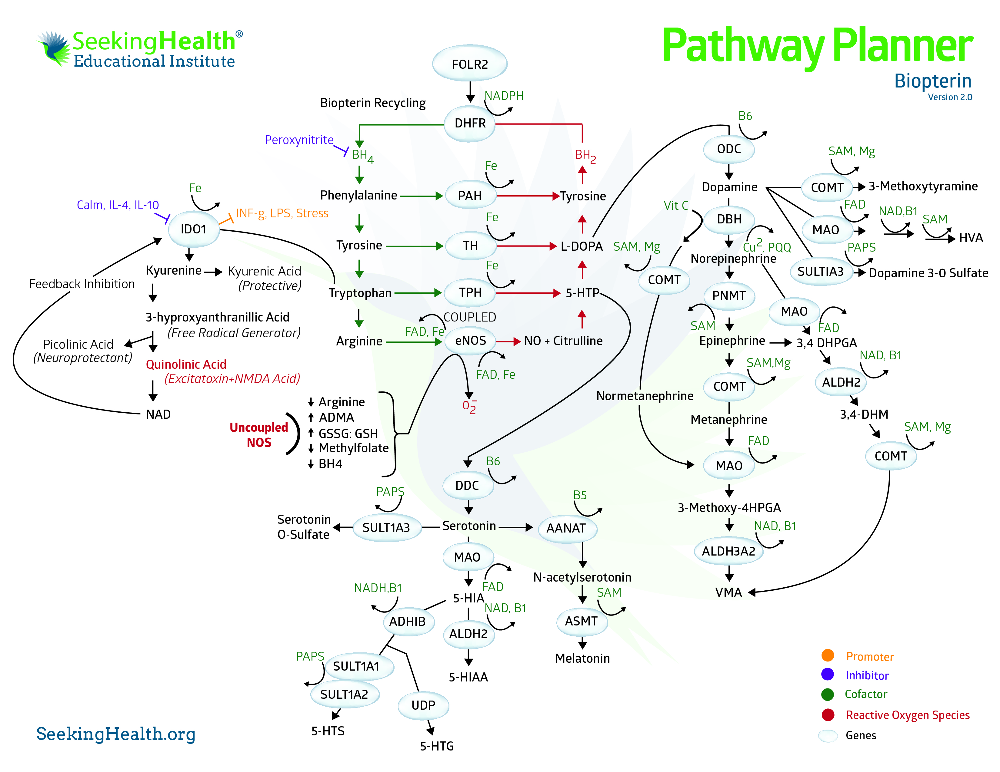 SeekingHealth®
Educational Institute
Pathway Planner
Biopterin
Version 2.0
FOLR2
Biopterin Recycling
NADPH
DHFR
Peroxynitrite
BH4
BH2
Fe
Phenylalanine
PAH
Tyrosine
Fe
Tyrosine
TH
L-DOPA
Fe
Tryptophan
TPH
5-HTP
COUPLED
FAD, Fe
Arginine
eNOS
NO + Citrulline
FAD, Fe
O2−
Fe
Calm, IL-4, IL-10
INF-g, LPS, Stress
IDO1
Kyurenine
Kyurenic Acid
(Protective)
Feedback Inhibition
3-hyproxyanthranillic Acid
(Free Radical Generator)
Picolinic Acid
(Neuroprotectant)
Quinolinic Acid
(Excitatoxin+NMDA Acid)
NAD
Uncoupled
NOS
Arginine
ADMA
GSSG: GSH
Methylfolate
BH4
B6
DDC
PAPS
Serotonin
O-Sulfate
SULT1A3
Serotonin
B5
AANAT
MAO
FAD
N-acetylserotonin
NADH,B1
5-HIA
SAM
NAD, B1
ADHIB
ALDH2
ASMT
Melatonin
PAPS
SULT1A1
5-HIAA
SULT1A2
UDP
5-HTS
5-HTG
B6
ODC
SAM, Mg
Dopamine
COMT
3-Methoxytyramine
Vit C
DBH
FAD
MAO
NAD,B1
SAM
HVA
Cu2, PQQ
SAM, Mg
Norepinephrine
PAPS
SULTIA3
Dopamine 3-0 Sulfate
COMT
PNMT
MAO
SAM
FAD
Epinephrine
3,4 DHPGA
SAM,Mg
NAD, B1
COMT
ALDH2
Normetanephrine
Metanephrine
3,4-DHM
FAD
SAM, Mg
MAO
COMT
3-Methoxy-4HPGA
NAD, B1
ALDH3A2
VMA
Promoter
Inhibitor
Cofactor
Reactive Oxygen Species
Genes
SeekingHealth.org